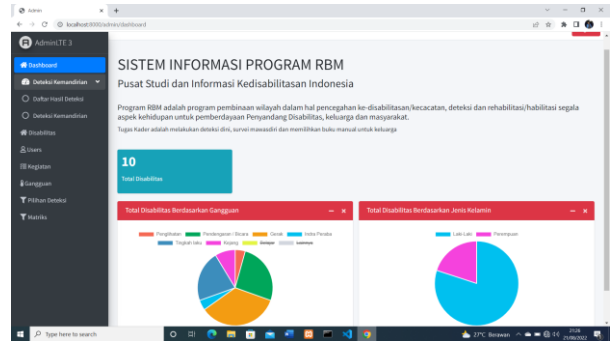 Admin
localhost:8000/admin/dashboard
AdminLTE 3
Dashboard
Deteksi Kemandirian
Daftar Hasil Deteksi
Deteksi Kemandirian
Disabilitas
Users
Kegiatan
Gangguan
Pilihan Deteksi
Matriks
SISTEM INFORMASI PROGRAM RBM
Pusat Studi dan Informasi Kedisabilitasan Indonesia
Program RBM adalah program pembinaan wilayah dalam hal pencegahan ke-disabilitasan/kecacatan, deteksi dan rehabilitasi/habilitasi segala
aspek kehidupan untuk pemberdayaan Penyandang Disabilitas, keluarga dan masyarakat.
Tugas Kader adalah melakukan deteksi dini, survei mawasdiri dan memilihkan buku manual untuk keluarga
10
Total Disabilitas
Total Disabilitas Berdasarkan Gangguan
Penglihatan Pendengaran / Bicara Gerak Indra Peraba
Tingkah laku Kejang
Total Disabilitas Berdasarkan Jenis Kelamin
Laki-Laki Perempuan
Type here to search
27°C Berawan
21:26
21/08/2022